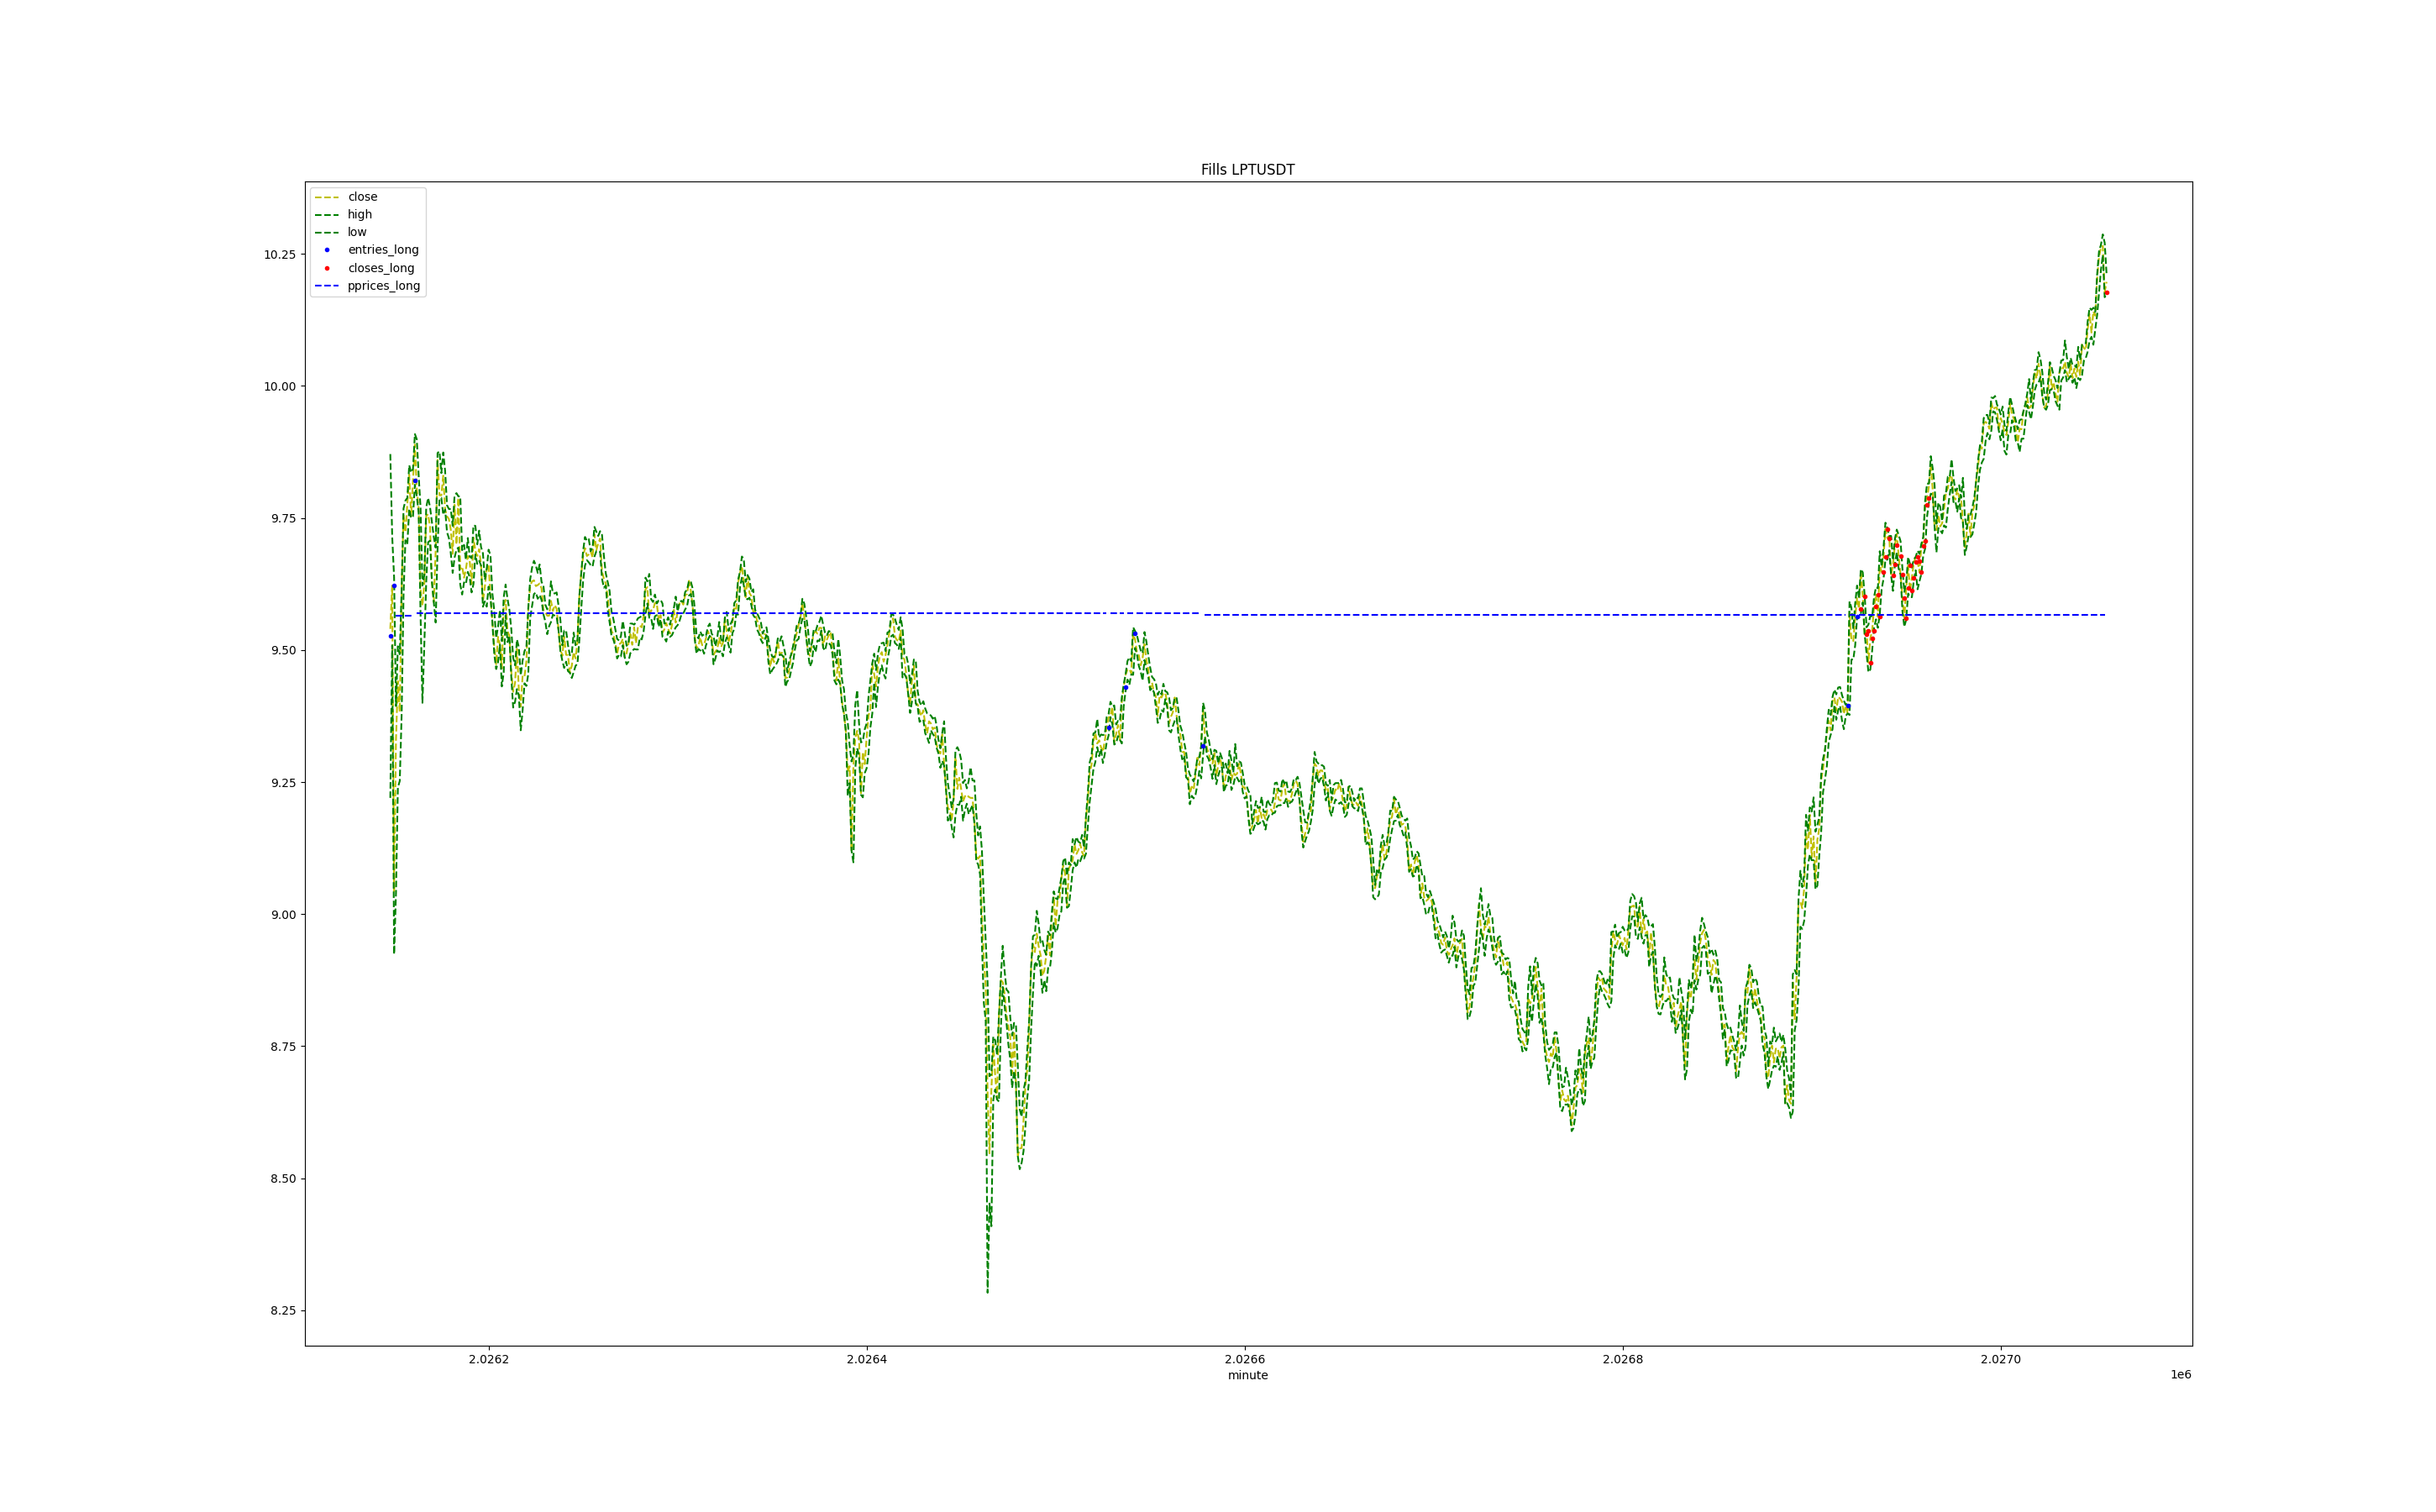 Fills LPTUSDT
close
high
low
entries_long
closes_long
pprices_long
10.25
10.00
9.75
9.50
9.25
9.00
8.75
8.50
8.25
2.0262 2.0264 2.0266 2.0268 2.0270
minute
1e6